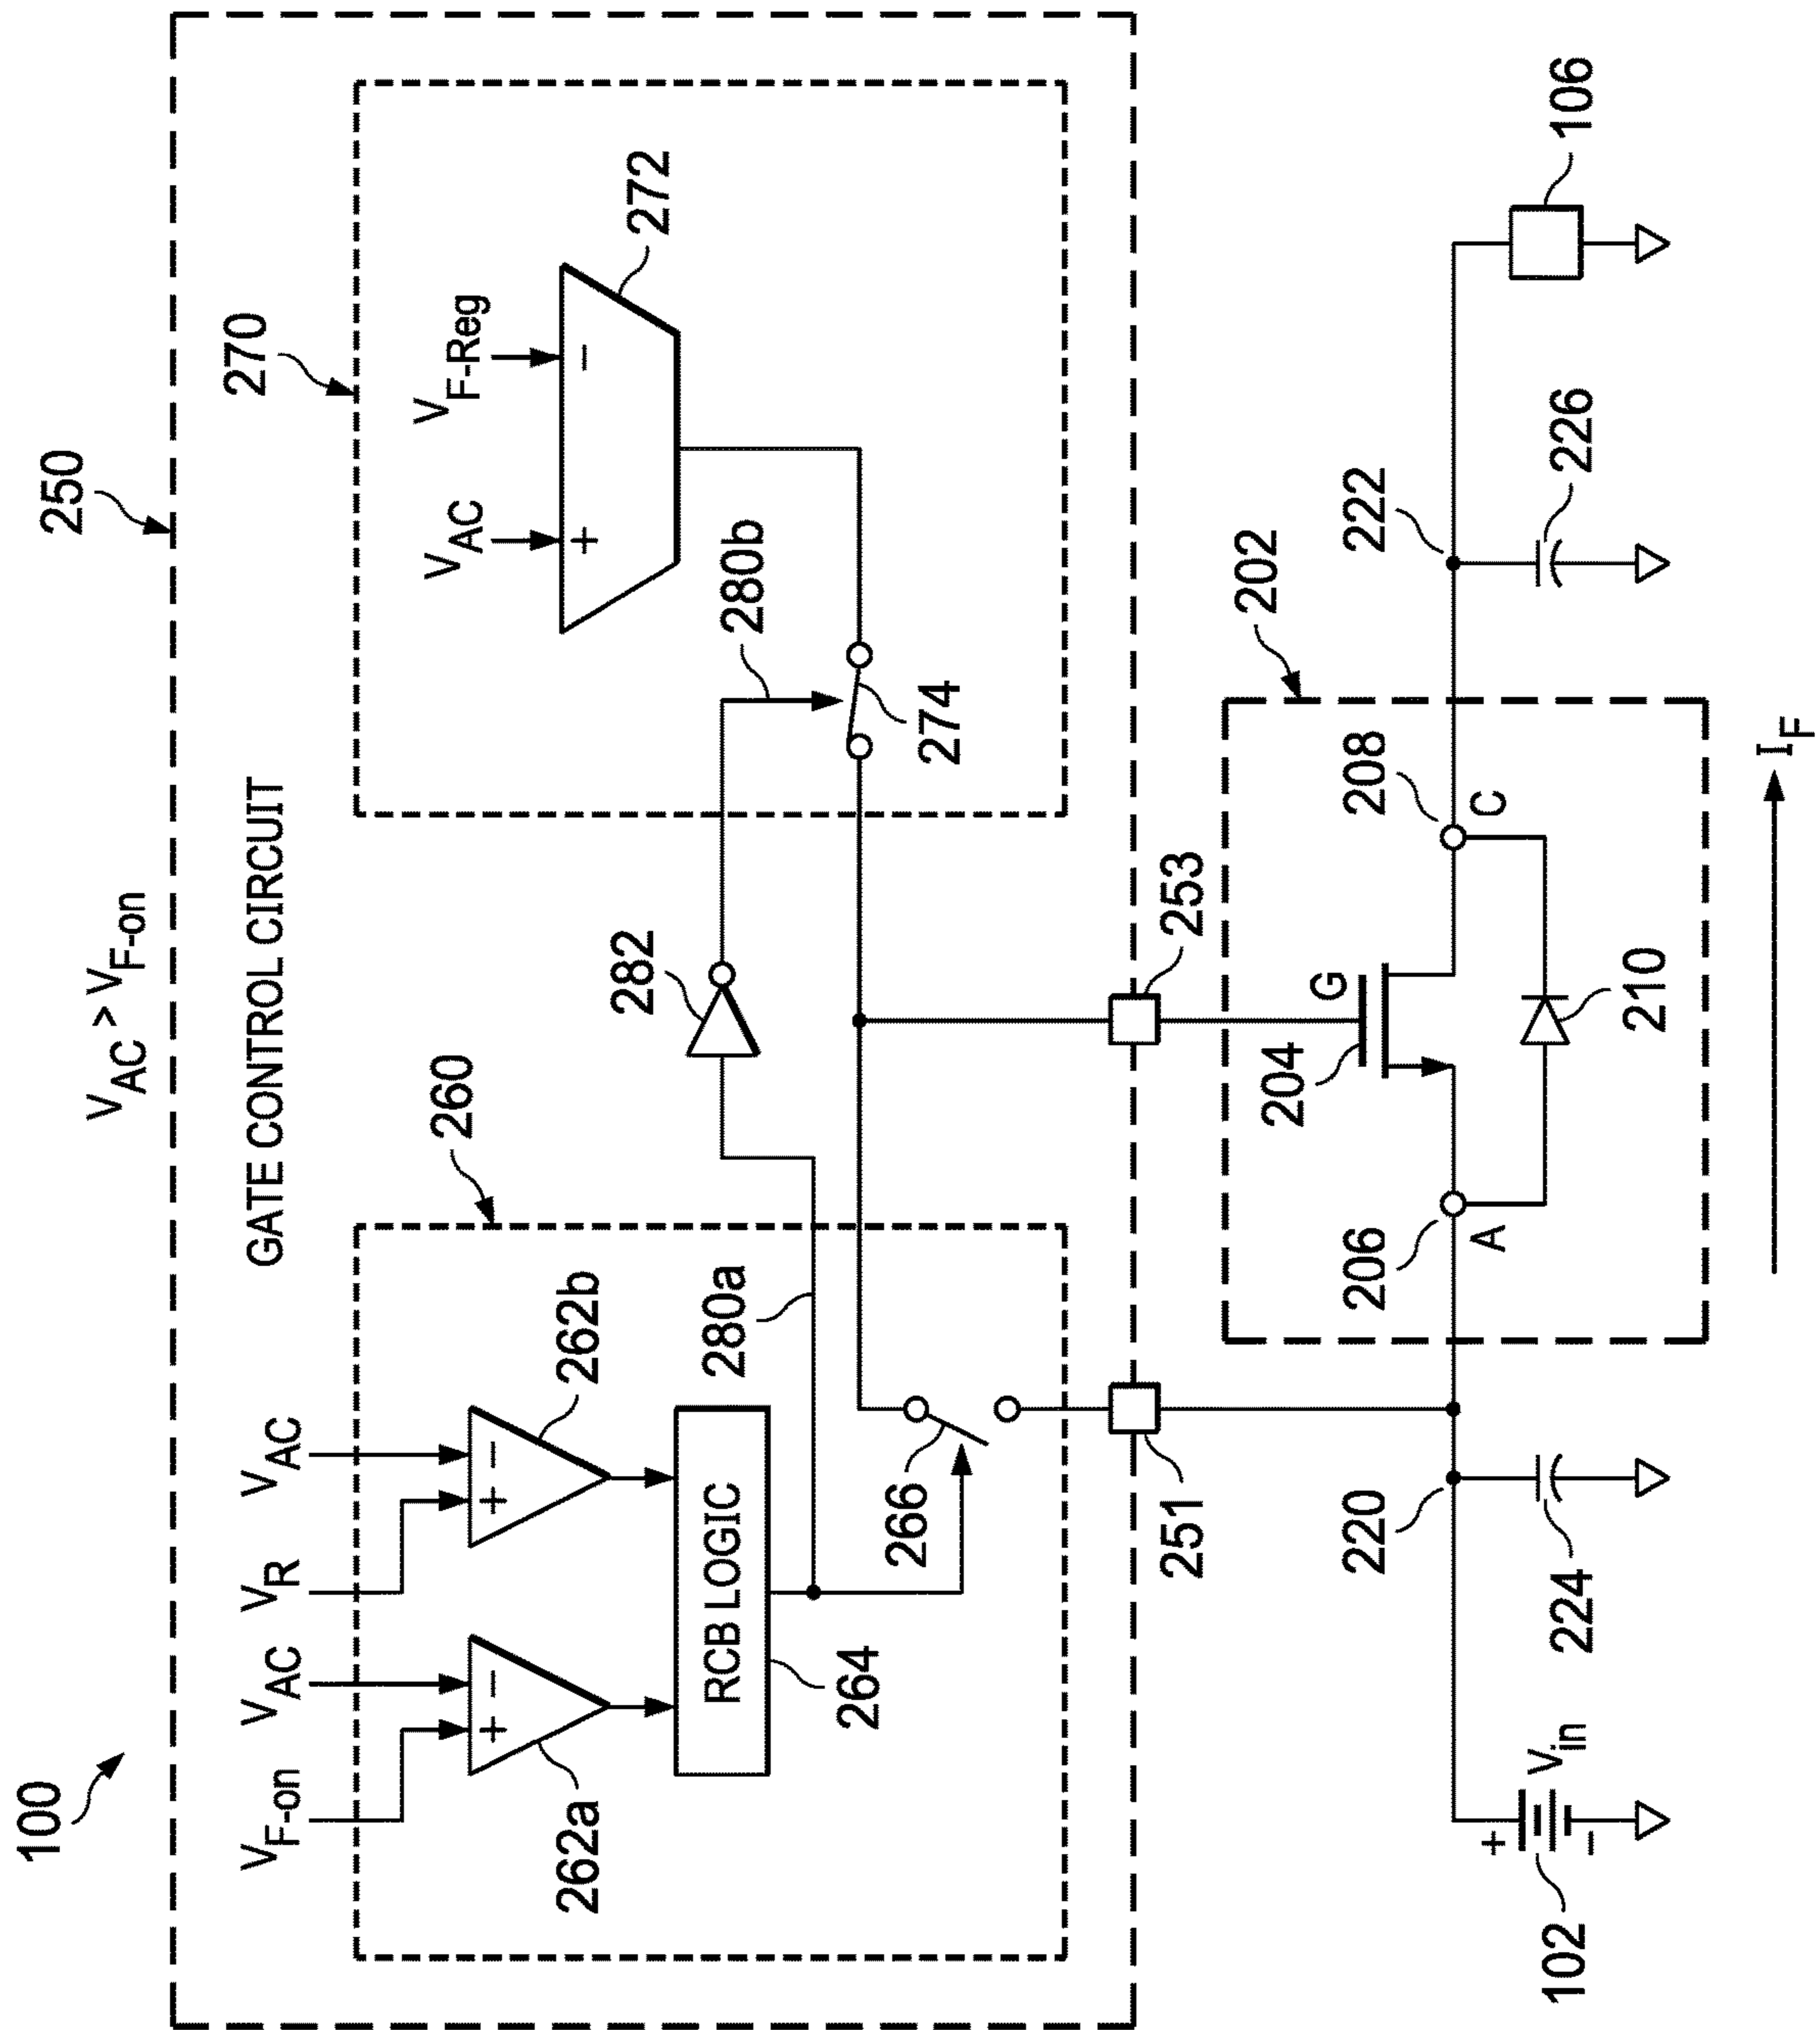 100
V_AC > V_F-on
250
GATE CONTROL CIRCUIT
V_F-on
V_AC
V_R
V_AC
260
270
V_AC
V_F-Reg
+
−
+
−
+
−
262a
262b
282
280b
272
RCB LOGIC
280a
264
266
274
251
253
202
220
206
204
G
208
222
A
C
102
+
−
V_in
224
210
226
106
I_F